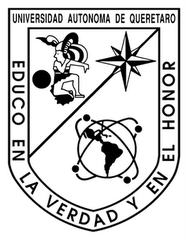 UNIVERSIDAD AUTONOMA DE QUERETARO
EDUCO EN LA VERDAD Y EN EL HONOR